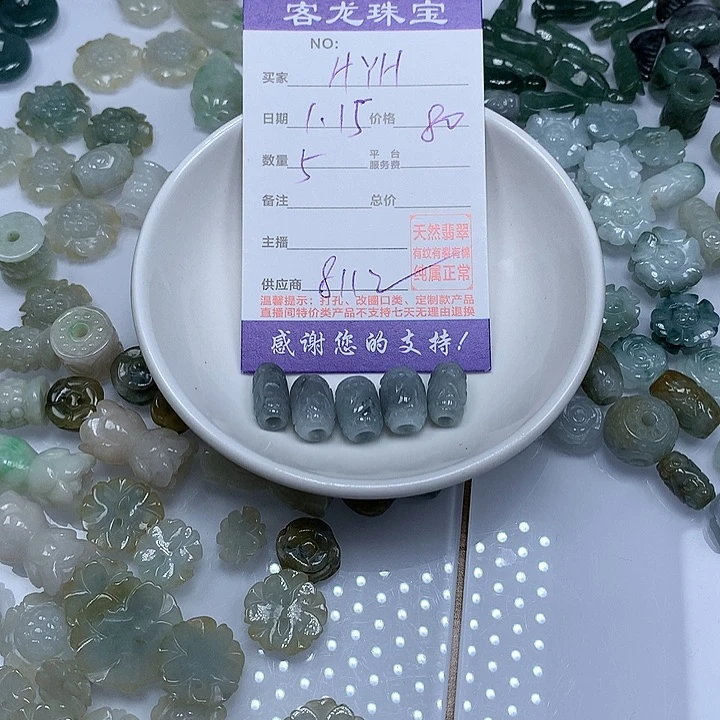 客龙珠宝
NO:
买家 HYH
日期 1.15 价格 80
数量 5 平台服务费
备注 总价
主播
天然翡翠
有纹有裂有棉
纯属正常
供应商 8112
温馨提示：打孔、改圈口类、定制款产品
直播间特价类产品不支持七天无理由退换
感谢您的支持！